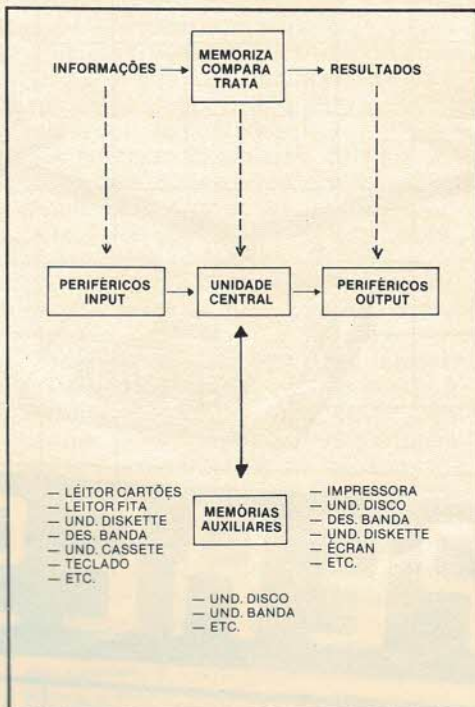 INFORMAÇÕES
MEMORIZA
COMPARA
TRATA
RESULTADOS
PERIFÉRICOS
INPUT
UNIDADE
CENTRAL
PERIFÉRICOS
OUTPUT
— LEITOR CARTÕES
— LEITOR FITA
— UND. DISKETTE
— DES. BANDA
— UND. CASSETE
— TECLADO
— ETC.
MEMÓRIAS
AUXILIARES
— UND. DISCO
— UND. BANDA
— ETC.
— IMPRESSORA
— UND. DISCO
— DES. BANDA
— UND. DISKETTE
— ÉCRAN
— ETC.